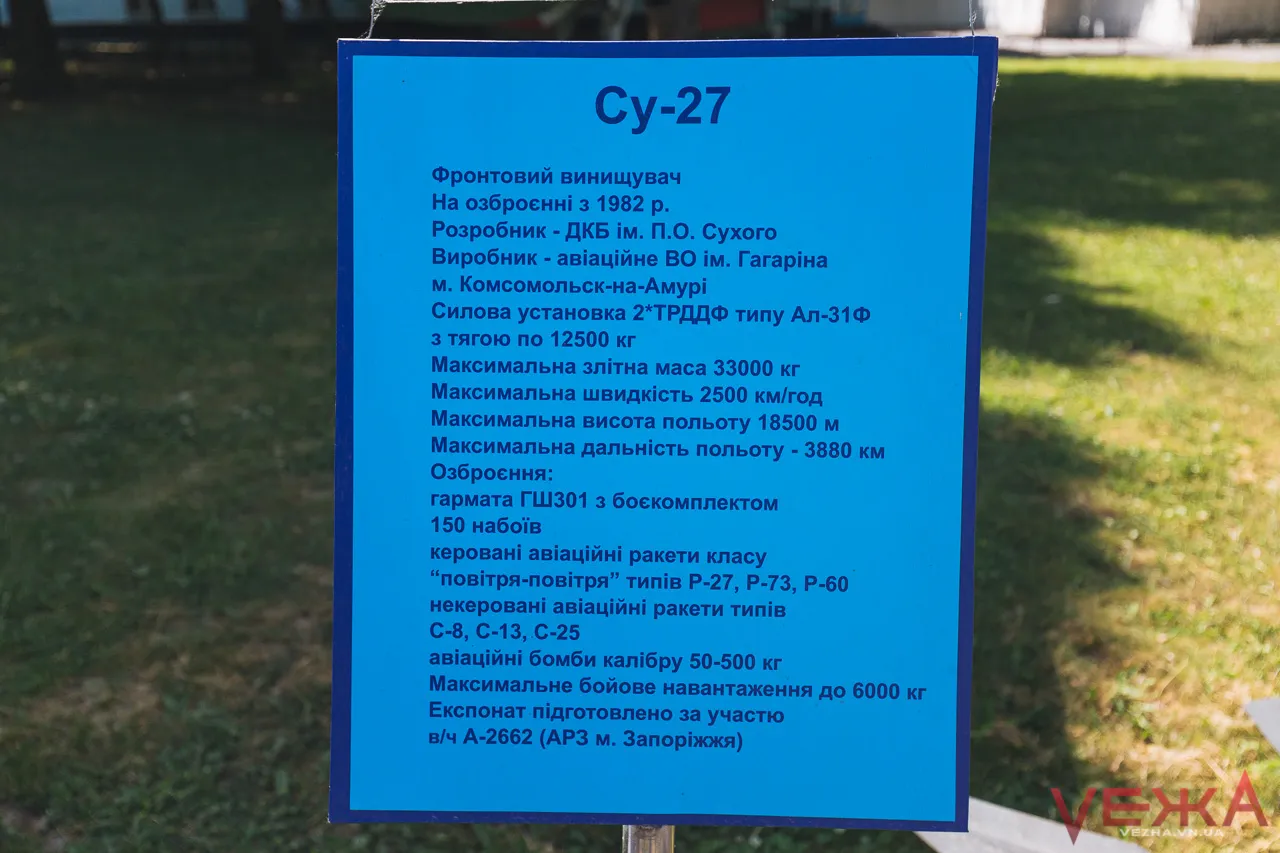 Су-27
Фронтовий винищувач
На озброєнні з 1982 р.
Розробник - ДКБ ім. П.О. Сухого
Виробник - авіаційне ВО ім. Гагаріна
м. Комсомольск-на-Амурі
Силова установка 2*ТРДДФ типу Ал-31Ф
з тягою по 12500 кг
Максимальна злітна маса 33000 кг
Максимальна швидкість 2500 км/год
Максимальна висота польоту 18500 м
Максимальна дальність польоту - 3880 км
Озброєння:
гармата ГШ301 з боєкомплектом
150 набоїв
керовані авіаційні ракети класу
“повітря-повітря” типів Р-27, Р-73, Р-60
некеровані авіаційні ракети типів
С-8, С-13, С-25
авіаційні бомби калібру 50-500 кг
Максимальне бойове навантаження до 6000 кг
Експонат підготовлено за участю
в/ч А-2662 (АРЗ м. Запоріжжя)
VЕЖА
VEZHA.VN.UA